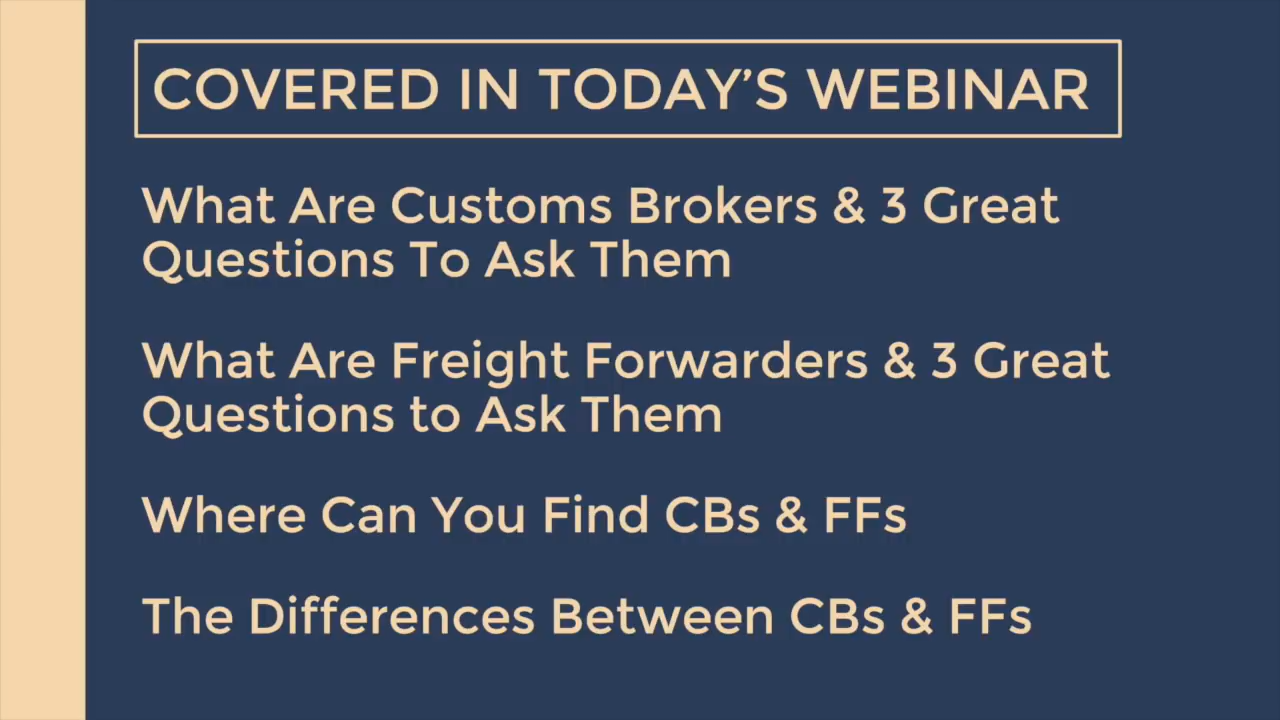 COVERED IN TODAY’S WEBINAR
What Are Customs Brokers & 3 Great
Questions To Ask Them
What Are Freight Forwarders & 3 Great
Questions to Ask Them
Where Can You Find CBs & FFs
The Differences Between CBs & FFs